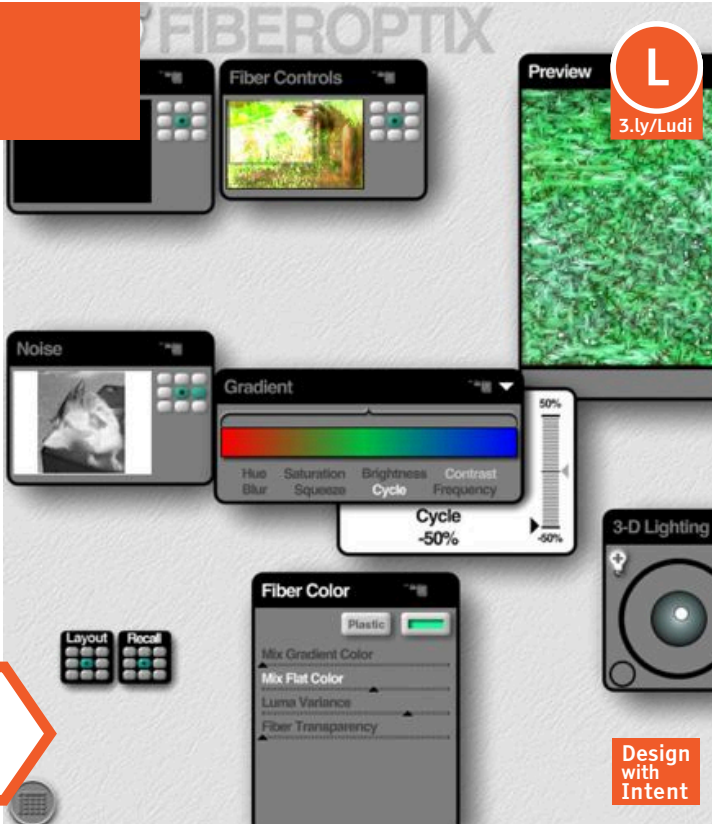 FIBEROPTIX
Fiber Controls
Preview
L
3.ly/Ludi
Noise
Gradient
50%
Hue Saturation Brightness Contrast
Blur Squeeze Cycle Frequency
Cycle
-50%
-50%
3-D Lighting
Fiber Color
Plastic
Mix Gradient Color
Mix Flat Color
Luma Variance
Fiber Transparency
Layout
Recall
Design
with
Intent